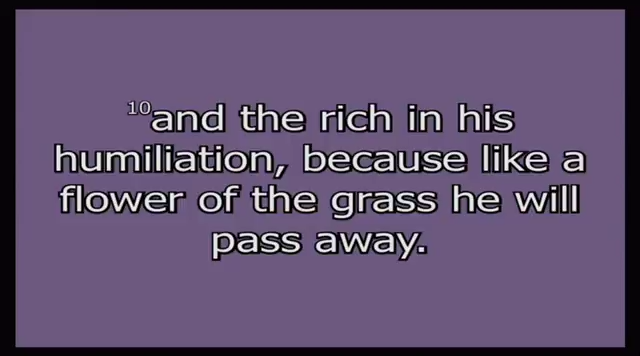 10and the rich in his
humiliation, because like a
flower of the grass he will
pass away.